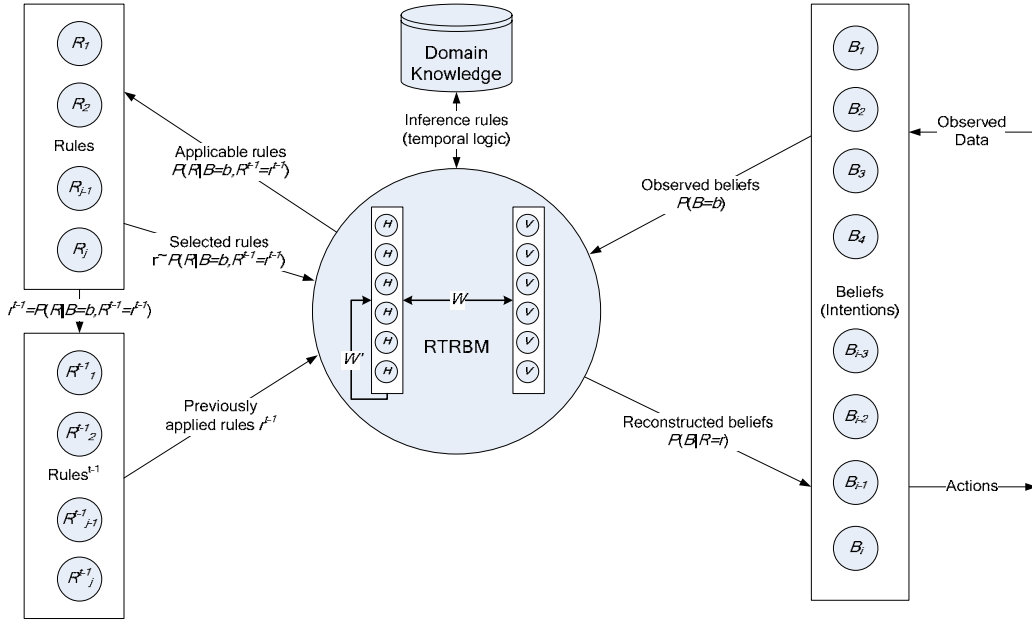 R1
R2
Rules
Rj-1
Rj
rt-1=P(R|B=b,Rt-1=rt-1)
Rt-11
Rt-12
Rulest-1
Rt-1j-1
Rt-1j
Applicable rules
P(R|B=b,Rt-1=rt-1)
Selected rules
r~P(R|B=b,Rt-1=rt-1)
Previously
applied rules rt-1
Domain
Knowledge
Inference rules
(temporal logic)
H
H
H
H
H
H
W
W'
RTRBM
V
V
V
V
V
V
Observed beliefs
P(B=b)
Reconstructed beliefs
P(B|R=r)
B1
B2
B3
B4
Beliefs
(Intentions)
Bi-3
Bi-2
Bi-1
Bi
Observed
Data
Actions